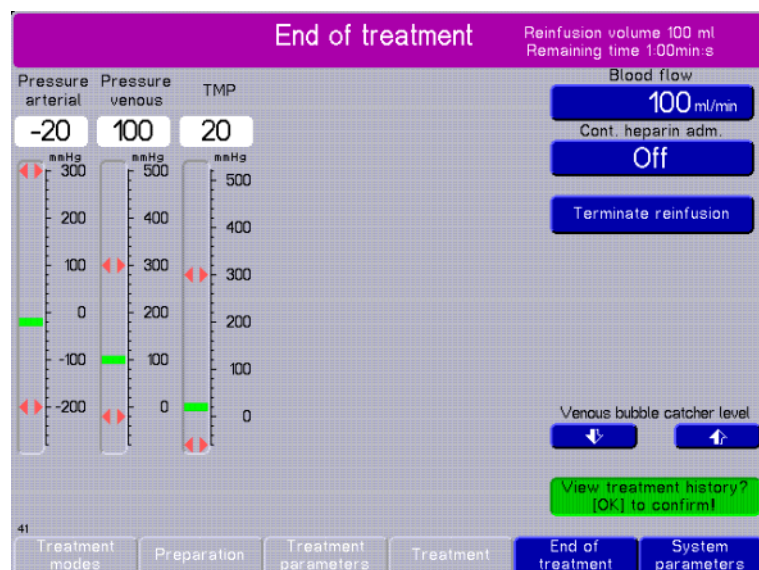 End of treatment
Reinfusion volume 100 ml
Remaining time 1:00min:s
Pressure arterial
Pressure venous
TMP
-20
100
20
mmHg
300
200
100
0
-100
-200
mmHg
500
400
300
200
100
0
mmHg
500
400
300
200
100
0
Blood flow
100 ml/min
Cont. heparin adm.
Off
Terminate reinfusion
Venous bubble catcher level
View treatment history?
[OK] to confirm!
41
Treatment modes
Preparation
Treatment parameters
Treatment
End of treatment
System parameters